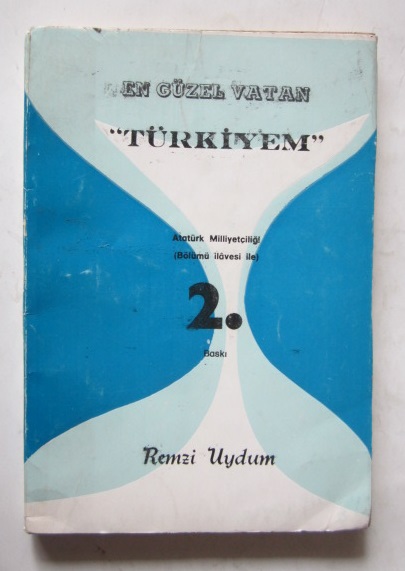 EN GÜZEL VATAN
"TÜRKİYEM"
Atatürk Milliyetçiliği
(Bölümü ilâvesi ile)
2.
Baskı
Remzi Uydum